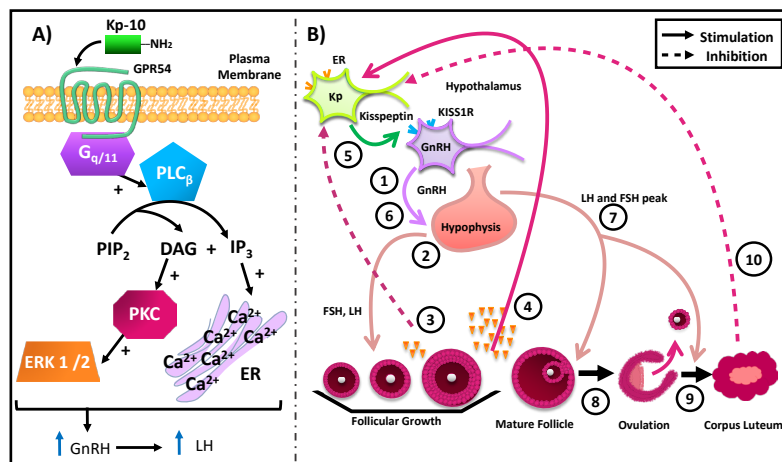 A)
Kp-10
NH₂
GPR54
Plasma
Membrane
Gq/11
+
PLCβ
PIP₂
DAG
+
IP₃
+
+
PKC
+
ERK 1 /2
Ca²⁺
Ca²⁺
Ca²⁺
Ca²⁺
Ca²⁺
Ca²⁺
Ca²⁺
ER
GnRH
LH
B)
Stimulation
Inhibition
ER
Kp
Hypothalamus
Kisspeptin
KISS1R
GnRH
5
1
GnRH
6
Hypophysis
2
LH and FSH peak
7
10
FSH, LH
3
4
8
9
Follicular Growth
Mature Follicle
Ovulation
Corpus Luteum